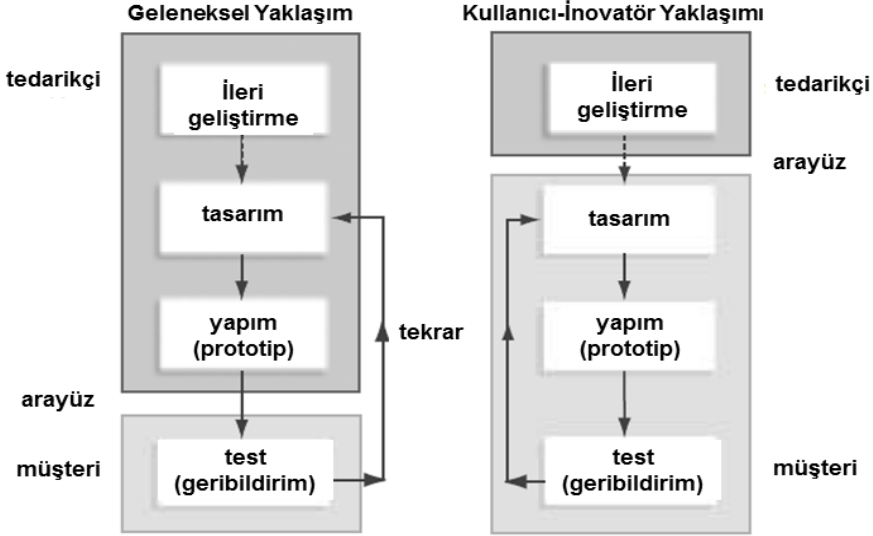 Geleneksel Yaklaşım
tedarikçi
İleri
geliştirme
tasarım
yapım
(prototip)
tekrar
arayüz
müşteri
test
(geribildirim)
Kullanıcı-İnovatör Yaklaşımı
İleri
geliştirme
tedarikçi
arayüz
tasarım
yapım
(prototip)
test
(geribildirim)
müşteri